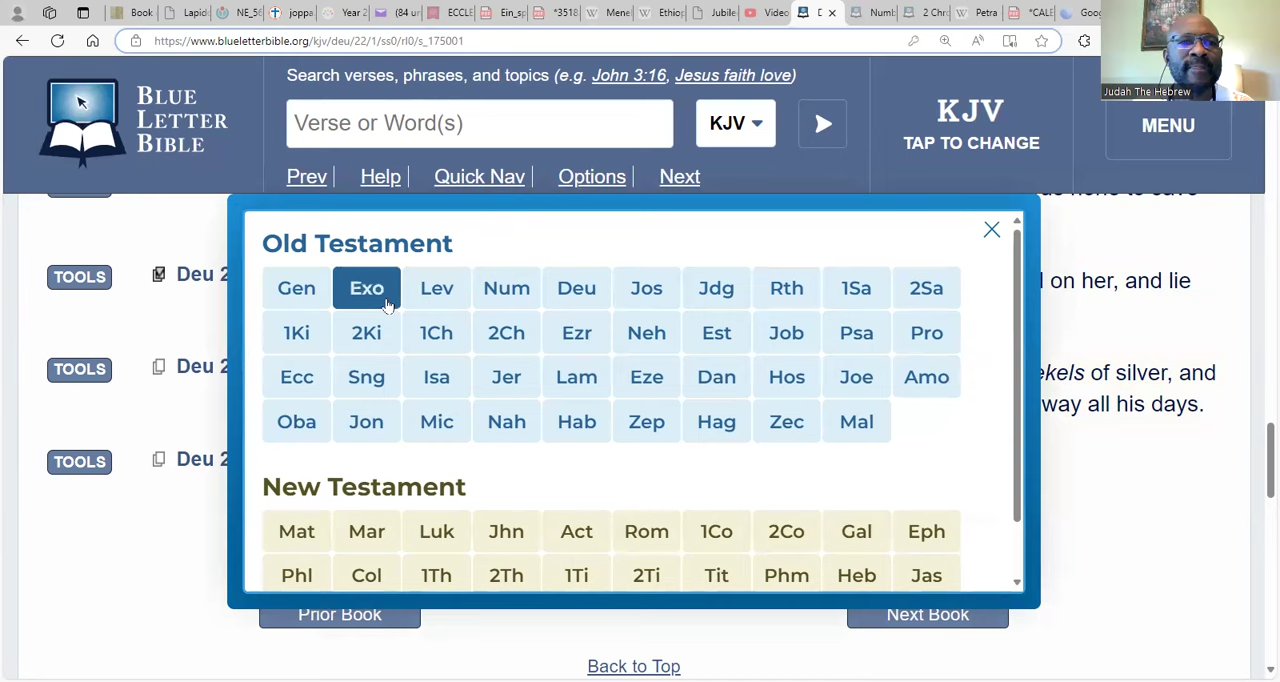 Book
Lapid
NE_56
joppa
Year 2
(84 ur
ECCLE
Ein_sp
*3518
Mene
Ethiop
Jubile
Video
D
Numb
2 Chro
Petra
*CALE
Goog
https://www.blueletterbible.org/kjv/deu/22/1/ss0/rl0/s_175001
Judah The Hebrew
BLUE
LETTER
BIBLE
Search verses, phrases, and topics (e.g. John 3:16, Jesus faith love)
Verse or Word(s)
KJV
KJV
TAP TO CHANGE
MENU
Prev
Help
Quick Nav
Options
Next
Old Testament
Gen Exo Lev Num Deu Jos Jdg Rth 1Sa 2Sa
1Ki 2Ki 1Ch 2Ch Ezr Neh Est Job Psa Pro
Ecc Sng Isa Jer Lam Eze Dan Hos Joe Amo
Oba Jon Mic Nah Hab Zep Hag Zec Mal
New Testament
Mat Mar Luk Jhn Act Rom 1Co 2Co Gal Eph
Phl Col 1Th 2Th 1Ti 2Ti Tit Phm Heb Jas
TOOLS Deu 2 on her, and lie
TOOLS Deu 2 ekels of silver, and
way all his days.
TOOLS Deu 2
Prior Book
Next Book
Back to Top